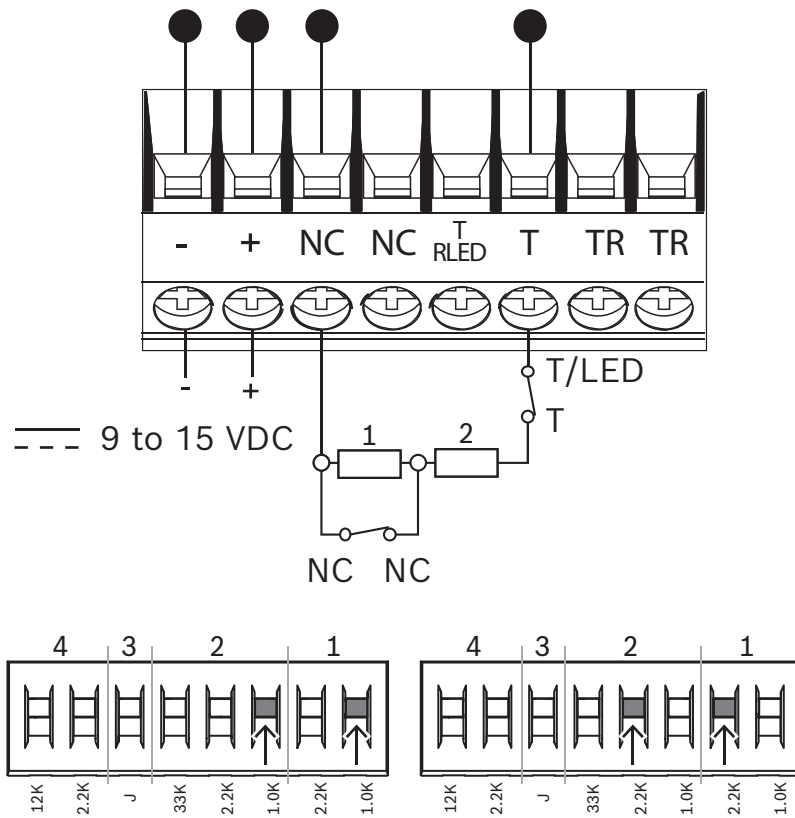 - + NC NC T RLED T TR TR
- +
T/LED
T
9 to 15 VDC
1 2
NC NC
4 3 2 1
12K 2.2K J 33K 2.2K 1.0K 2.2K 1.0K
4 3 2 1
12K 2.2K J 33K 2.2K 1.0K 2.2K 1.0K